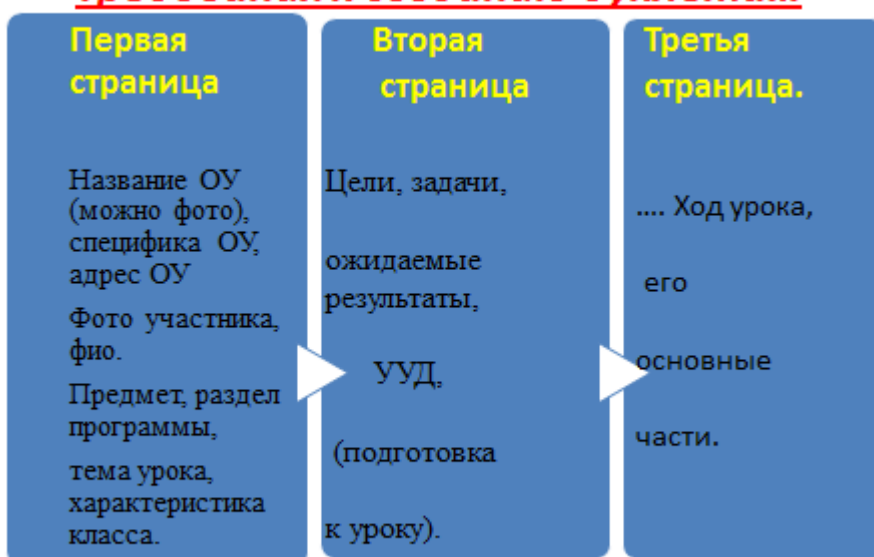 Первая
страница
Название ОУ
(можно фото),
специфика ОУ,
адрес ОУ
Фото участника,
фио.
Предмет, раздел
программы,
тема урока,
характеристика
класса.
Вторая
страница
Цели, задачи,
ожидаемые
результаты,
УУД,
(подготовка
к уроку).
Третья
страница.
.... Ход урока,
его
основные
части.